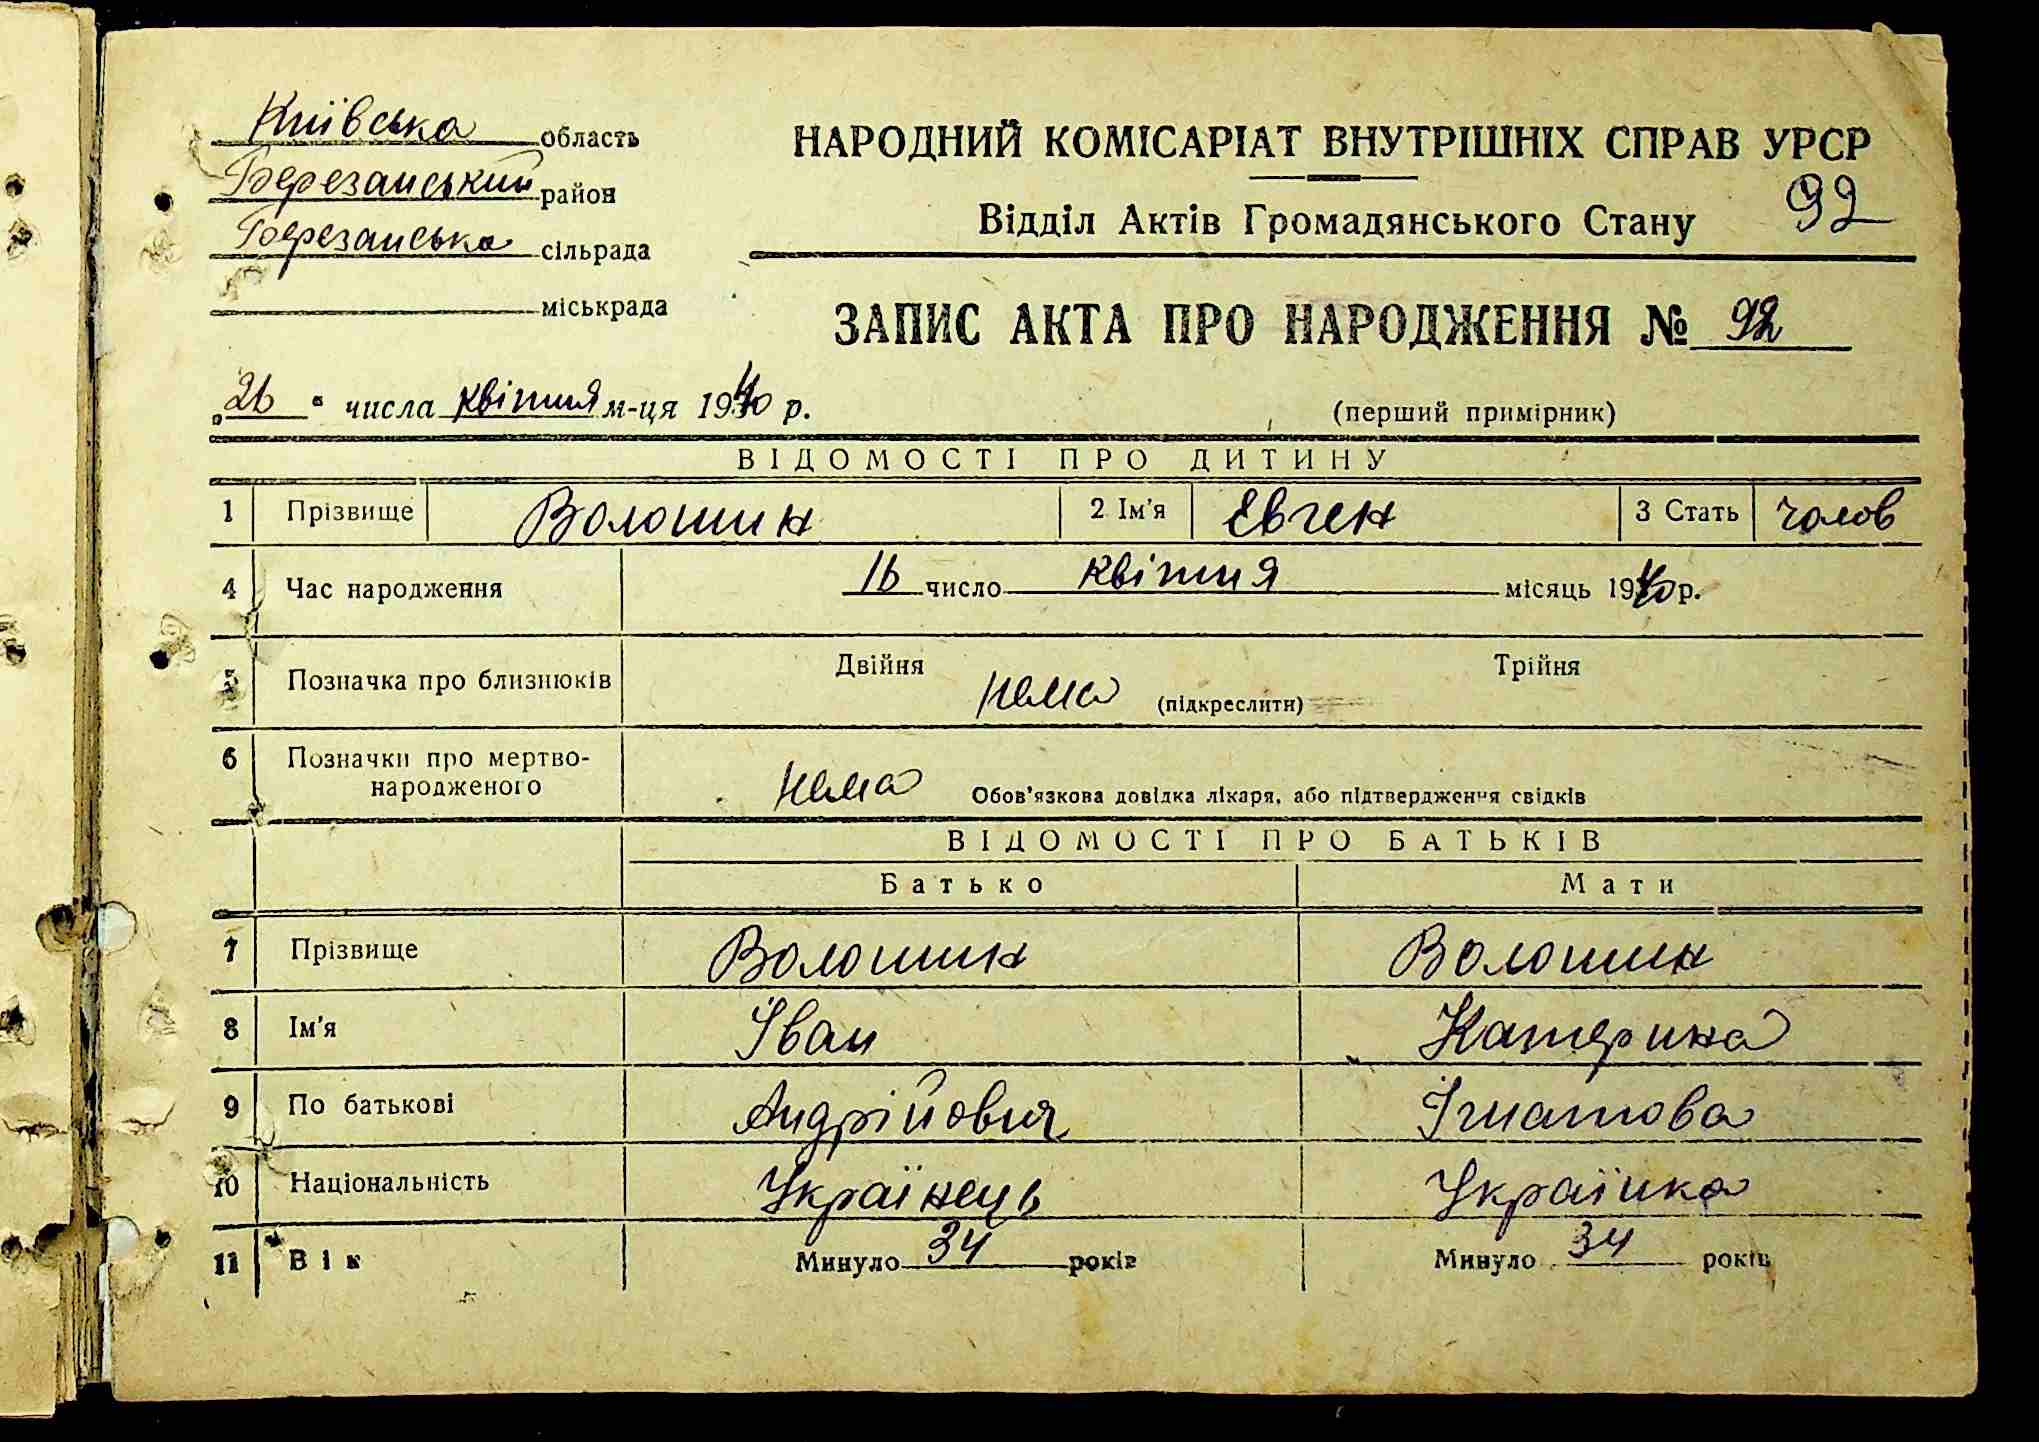 Київська область
Березанський район
Березанська сільрада
міськрада
НАРОДНИЙ КОМІСАРІАТ ВНУТРІШНІХ СПРАВ УРСР
Відділ Актів Громадянського Стану 92
ЗАПИС АКТА ПРО НАРОДЖЕННЯ № 92
„26“ числа квітня м-ця 1940 р.
(перший примірник)
ВІДОМОСТІ ПРО ДИТИНУ
1 Прізвище Волошин 2 Ім'я Євген 3 Стать чолов
4 Час народження 16 число квітня місяць 1940 р.
5 Позначка про близнюків Двійня нема (підкреслити) Трійня
6 Позначки про мертво-
народженого нема Обов'язкова довідка лікаря, або підтвердження свідків
ВІДОМОСТІ ПРО БАТЬКІВ
Батько Мати
7 Прізвище Волошин Волошин
8 Ім'я Іван Катерина
9 По батькові Андрійович Ігнатова
10 Національність Українець Українка
11 Вік Минуло 34 років Минуло 34 років